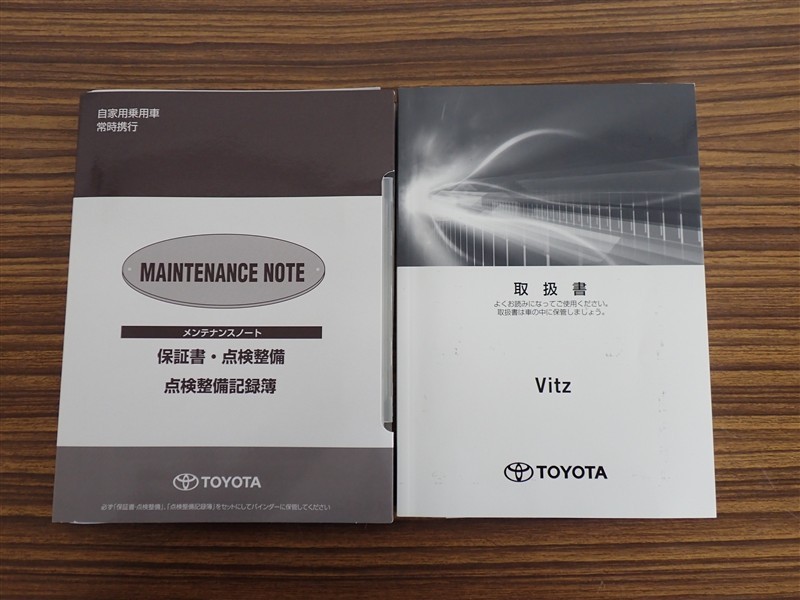 自家用乗用車
常時携行
MAINTENANCE NOTE
メンテナンスノート
保証書・点検整備
点検整備記録簿
TOYOTA
必ず「保証書・点検整備」、「点検整備記録簿」をセットにしてバインダーに保管してください
取扱書
よくお読みになってご使用ください。
取扱書は車の中に保管しましょう。
Vitz
TOYOTA